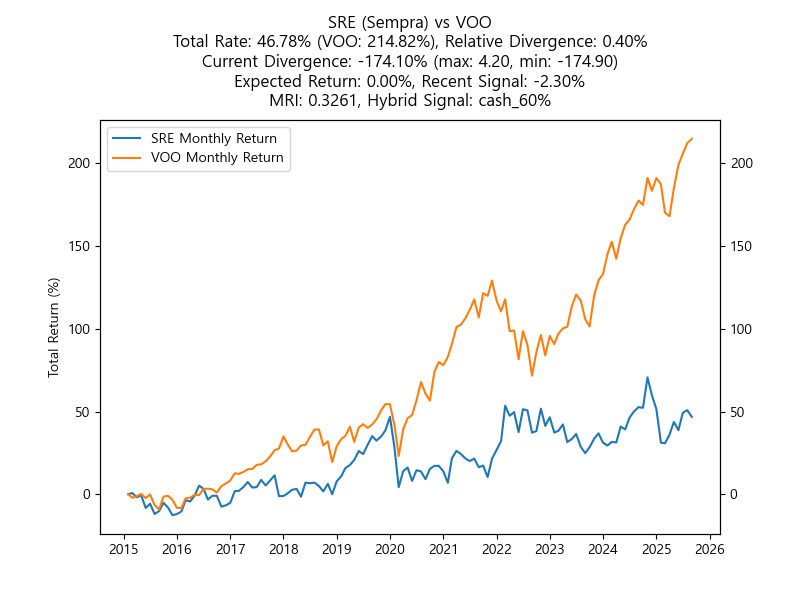 SRE (Sempra) vs VOO
Total Rate: 46.78% (VOO: 214.82%), Relative Divergence: 0.40%
Current Divergence: -174.10% (max: 4.20, min: -174.90)
Expected Return: 0.00%, Recent Signal: -2.30%
MRI: 0.3261, Hybrid Signal: cash_60%
SRE Monthly Return
VOO Monthly Return
200
150
100
50
0
Total Return (%)
200
150
100
50
0
2015 2016 2017 2018 2019 2020 2021 2022 2023 2024 2025 2026